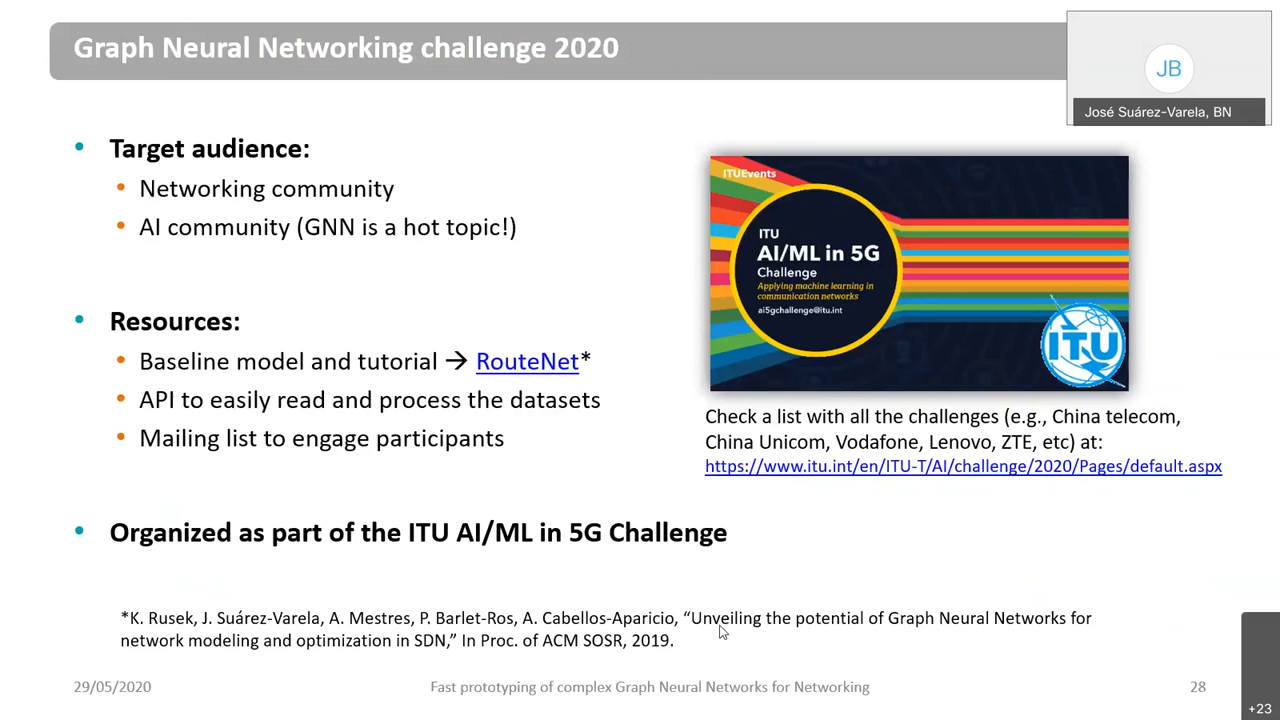 Graph Neural Networking challenge 2020
JB
José Suárez-Varela, BN
• Target audience:
• Networking community
• AI community (GNN is a hot topic!)
• Resources:
• Baseline model and tutorial → RouteNet*
• API to easily read and process the datasets
• Mailing list to engage participants
ITUEvents
ITU
AI/ML in 5G
Challenge
Applying machine learning in
communication networks
ai5gchallenge@itu.int
ITU
Check a list with all the challenges (e.g., China telecom,
China Unicom, Vodafone, Lenovo, ZTE, etc) at:
https://www.itu.int/en/ITU-T/AI/challenge/2020/Pages/default.aspx
• Organized as part of the ITU AI/ML in 5G Challenge
*K. Rusek, J. Suárez-Varela, A. Mestres, P. Barlet-Ros, A. Cabellos-Aparicio, “Unveiling the potential of Graph Neural Networks for
network modeling and optimization in SDN,” In Proc. of ACM SOSR, 2019.
29/05/2020
Fast prototyping of complex Graph Neural Networks for Networking
28
+23